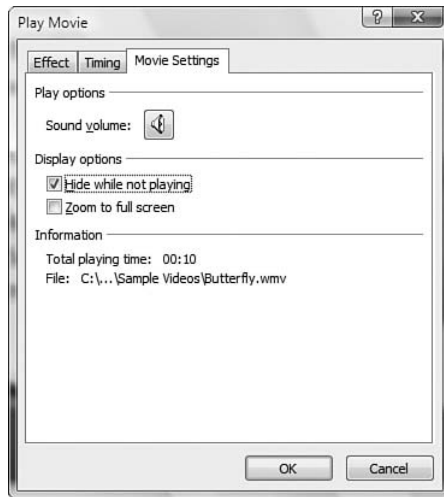 Play Movie
Effect Timing Movie Settings
Play options
Sound volume:
Display options
Hide while not playing
Zoom to full screen
Information
Total playing time: 00:10
File: C:\...\Sample Videos\Butterfly.wmv
OK Cancel